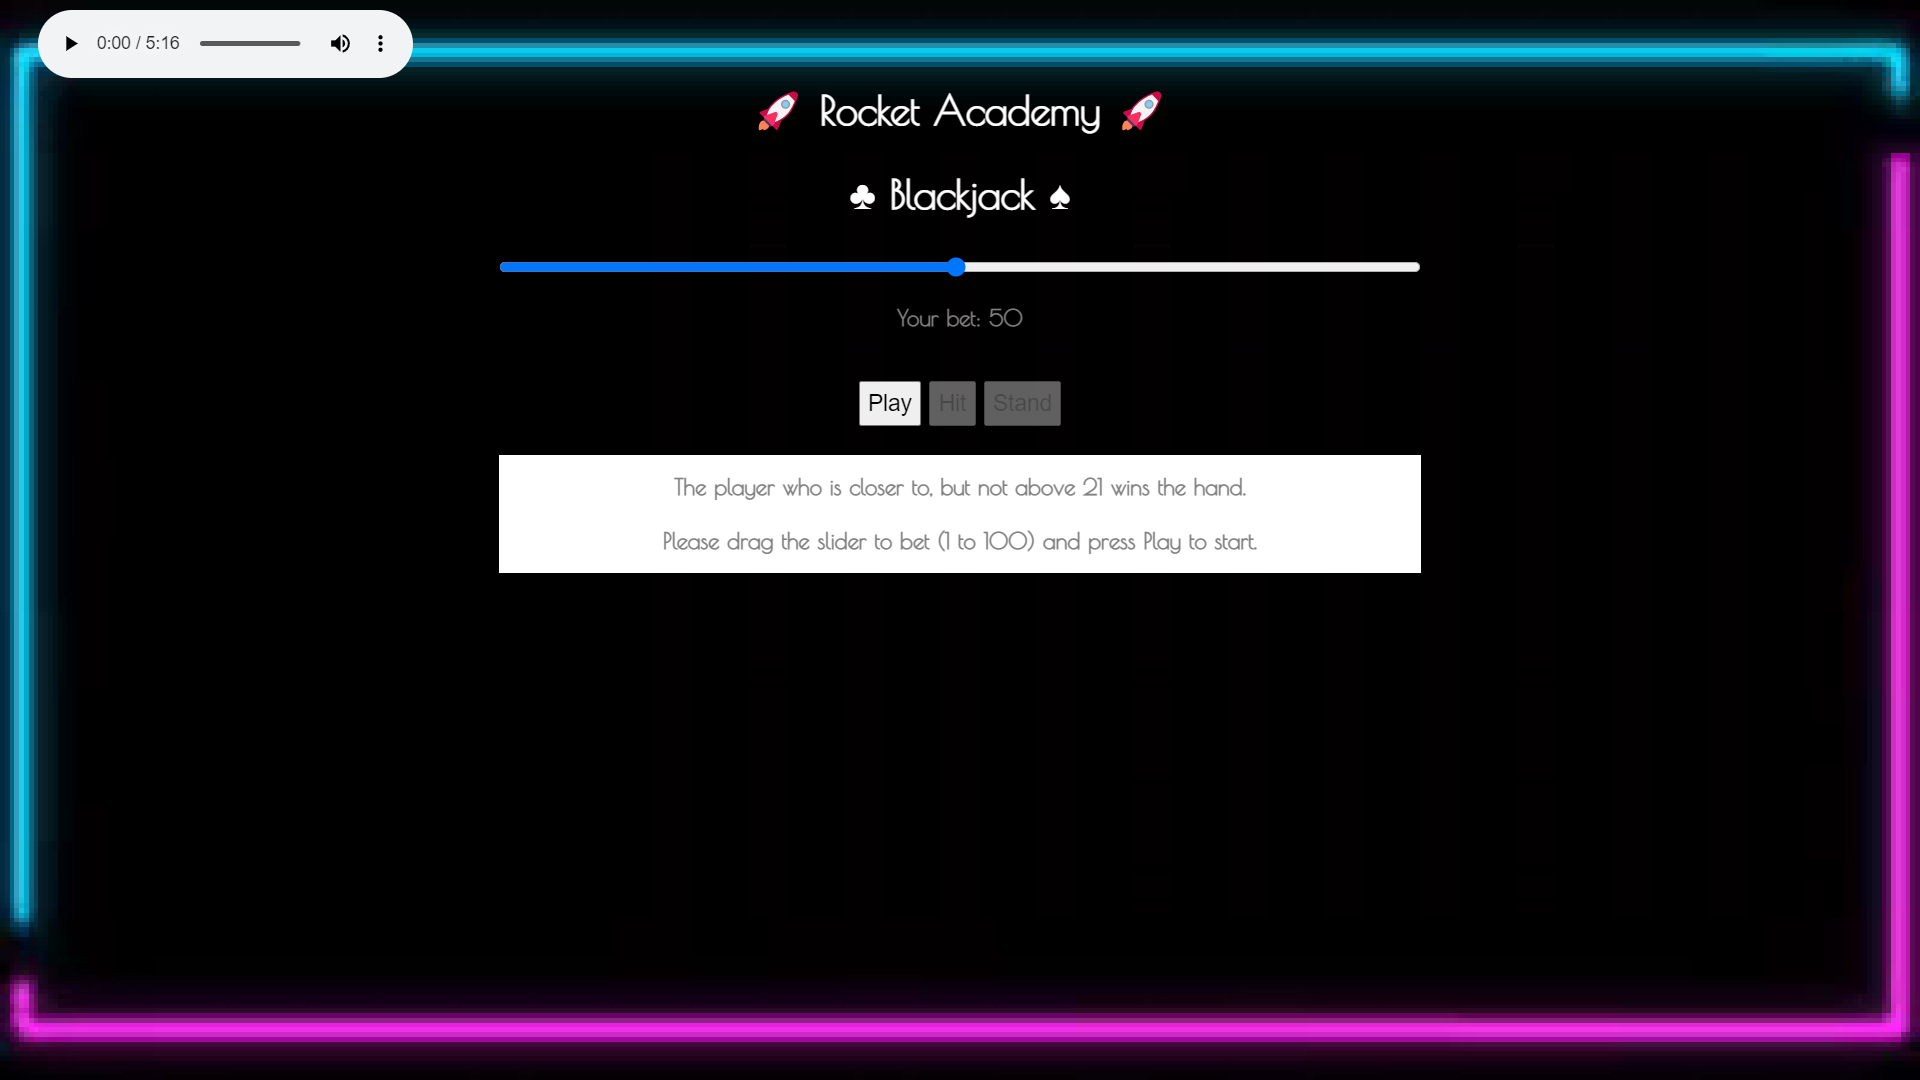 0:00 / 5:16
🚀 Rocket Academy 🚀
♣ Blackjack ♠
Your bet: 50
Play Hit Stand
The player who is closer to, but not above 21 wins the hand.
Please drag the slider to bet (1 to 100) and press Play to start.